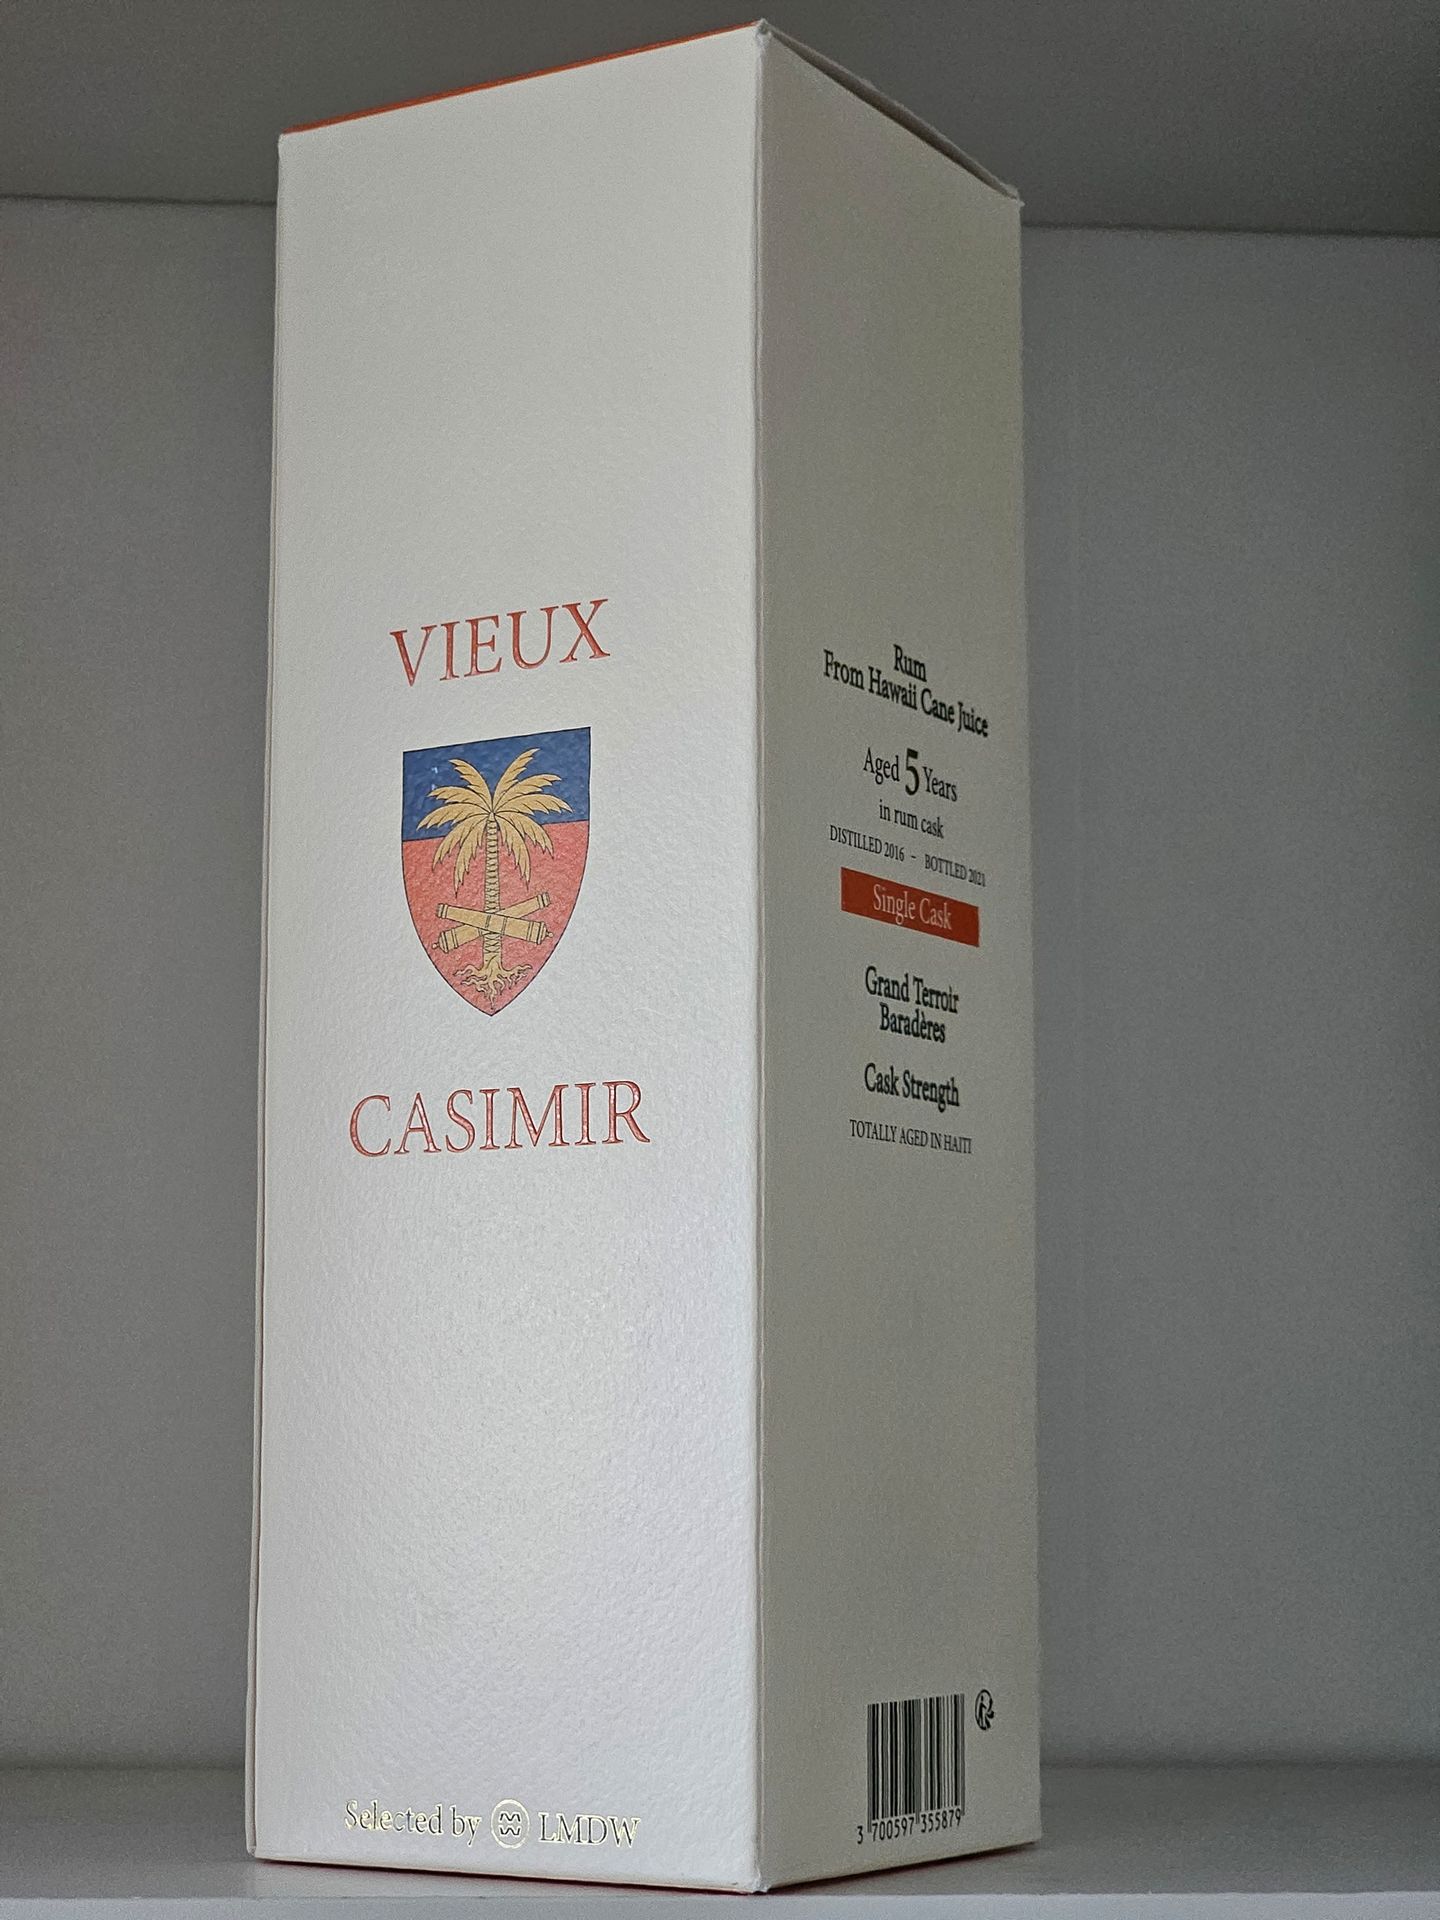 VIEUX
CASIMIR
Selected by LMDW
Rum
From Hawaii Cane Juice
Aged 5 Years
in rum cask
DISTILLED 2016 - BOTTLED 2021
Single Cask
Grand Terroir
Baradères
Cask Strength
TOTALLY AGED IN HAITI
3 700597 355879